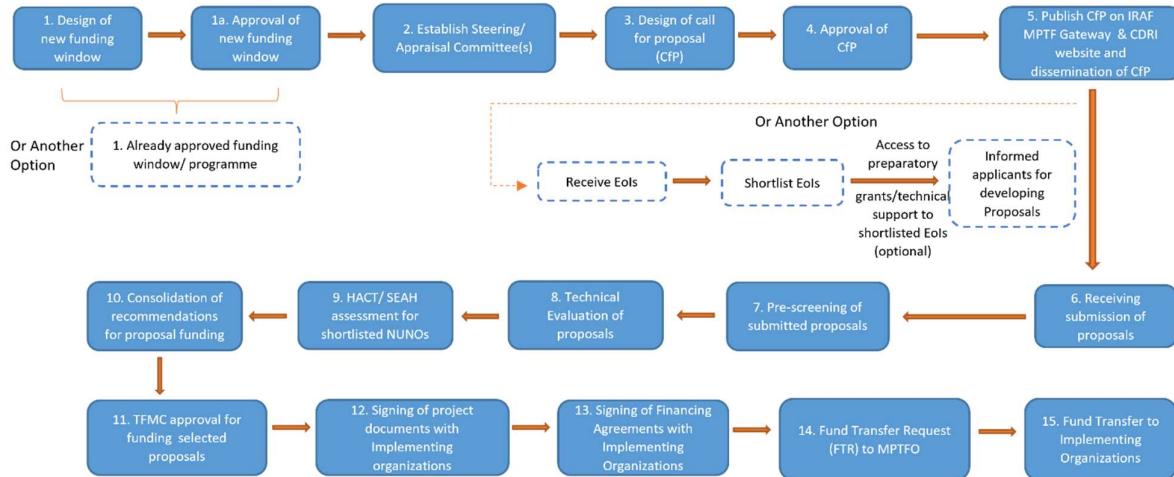 1. Design of
new funding
window
1a. Approval of
new funding
window
2. Establish Steering/
Appraisal Committee(s)
3. Design of call
for proposal
(CfP)
4. Approval of
CfP
5. Publish CfP on IRAF
MPTF Gateway & CDRI
website and
dissemination of CfP
Or Another
Option
1. Already approved funding
window/ programme
Or Another Option
Receive EoIs
Shortlist EoIs
Access to
preparatory
grants/technical
support to
shortlisted EoIs
(optional)
Informed
applicants for
developing
Proposals
10. Consolidation of
recommendations
for proposal funding
9. HACT/ SEAH
assessment for
shortlisted NUNOs
8. Technical
Evaluation of
proposals
7. Pre-screening of
submitted proposals
6. Receiving
submission of
proposals
11. TFMC approval for
funding selected
proposals
12. Signing of project
documents with
Implementing
organizations
13. Signing of Financing
Agreements with
Implementing
Organizations
14. Fund Transfer Request
(FTR) to MPTFO
15. Fund Transfer to
Implementing
Organizations